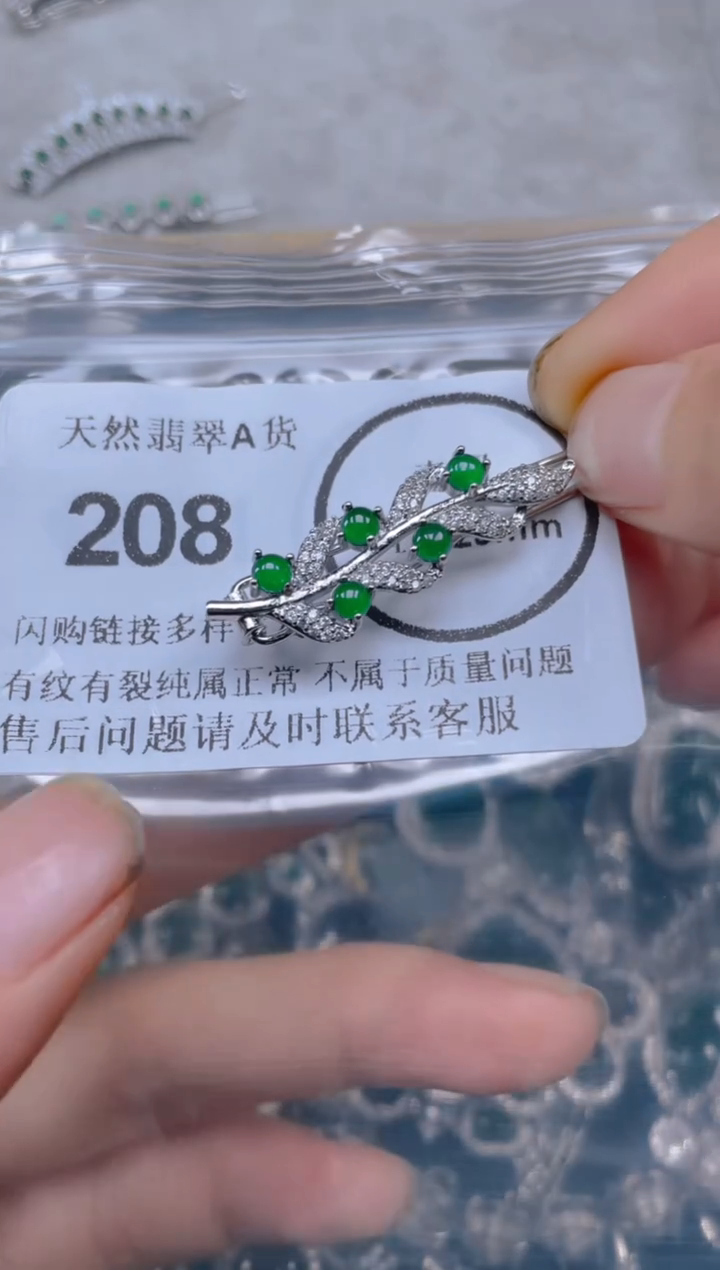 天然翡翠A货
208
闪购链接多样
有纹有裂纯属正常 不属于质量问题
售后问题请及时联系客服